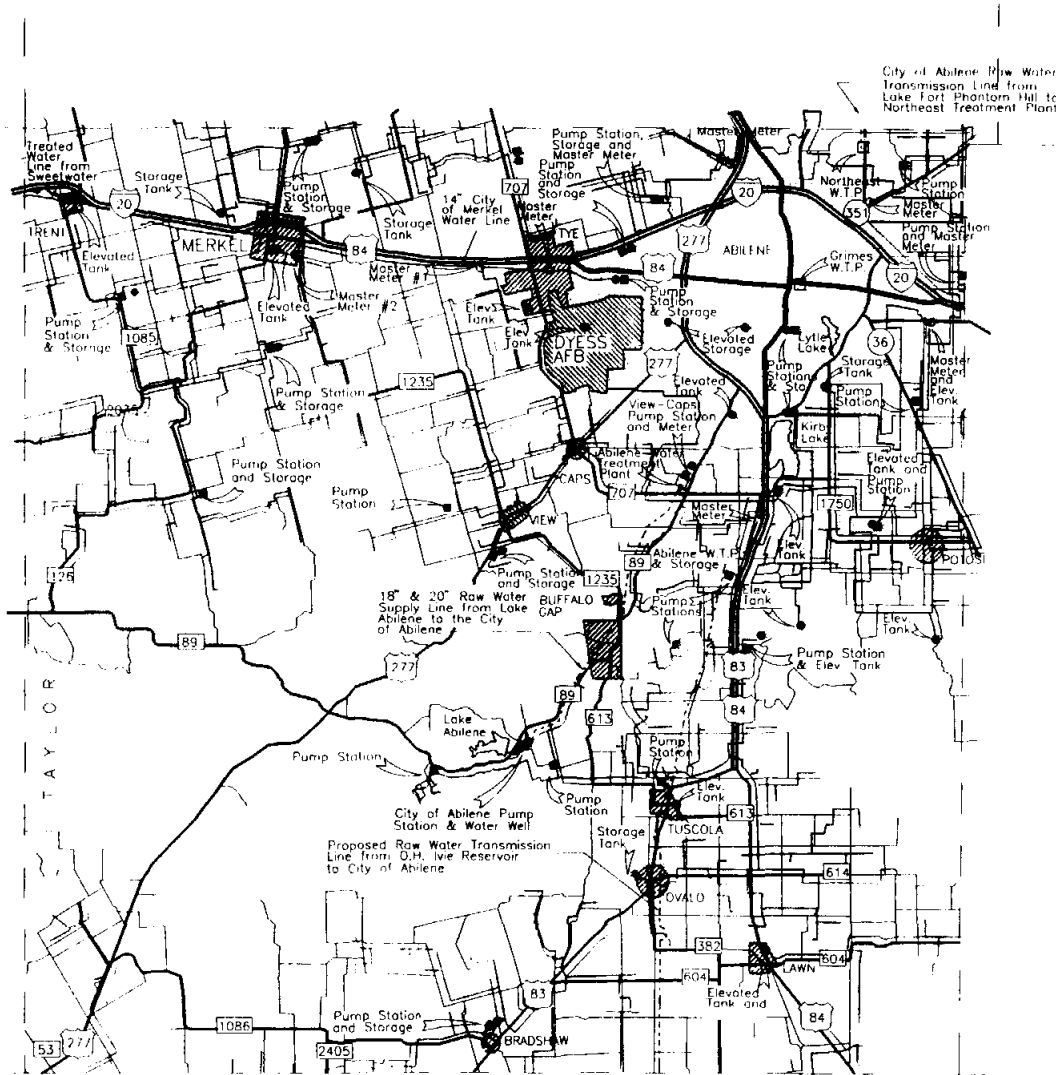 City of Abilene Raw Water
Transmission Line from
Lake Fort Phantom Hill to
Northeast Treatment Plant
Treated
Water
Line from
Sweetwater
Storage
Tank
Pump
Station
Storage
Storage
Tank
14" City
of Merkel
Water Line
707
Pump Station,
Storage and
Master Meter
Pump
Station
and
Storage
Master
Meter
Master Meter
Northeast
W.T.P.
351
Pump
Station
Master
Meter
Pump Station
and Master
Meter
20
TRENT
Elevated
Tank
MERKEL
84
Master
Meter #1
TYE
20
277
ABILENE
84
Grimes
W.T.P.
20
Pump
Station
& Storage
1085
Elevated
Tank
Master
Meter #2
Elev.
Tank
Elev.
Tank
DYESS
AFB
Pump
Station &
Storage
277
Elevated
Storage
Lytle
Lake
36
Storage
Tank
Master
Meter
and
Elev.
Tank
Pump Station
& Storage
1235
Elevated
Tank
Pump
Station
& Sto.
Pump
Station
View-Caps
Pump Station
and Meter
Kirby
Lake
Pump Station
and Storage
Pump
Station
CAPS
Abilene Water
Treatment
Plant
707
Master
Meter
Elevated
Tank and
Pump
Station
1750
VIEW
Elev.
Tank
POTOSI
126
Pump Station
and Storage
1235
89
Abilene W.T.P.
& Storage
18" & 20" Raw Water
Supply Line from Lake
Abilene to the City
of Abilene
BUFFALO
GAP
Pump
Stations
Elev.
Tank
Elev.
Tank
89
277
Pump Station
& Elev. Tank
83
TAYLOR
89
613
84
Lake
Abilene
Pump Station
Pump
Station
City of Abilene Pump
Station & Water Well
Pump
Station
Elev.
Tank
613
TUSCOLA
Proposed Raw Water Transmission
Line from O.H. Ivie Reservoir
to City of Abilene
Storage
Tank
614
OVALO
382
604
LAWN
604
Elevated
Tank and
83
84
Pump Station
and Storage
1086
53
277
2405
BRADSHAW